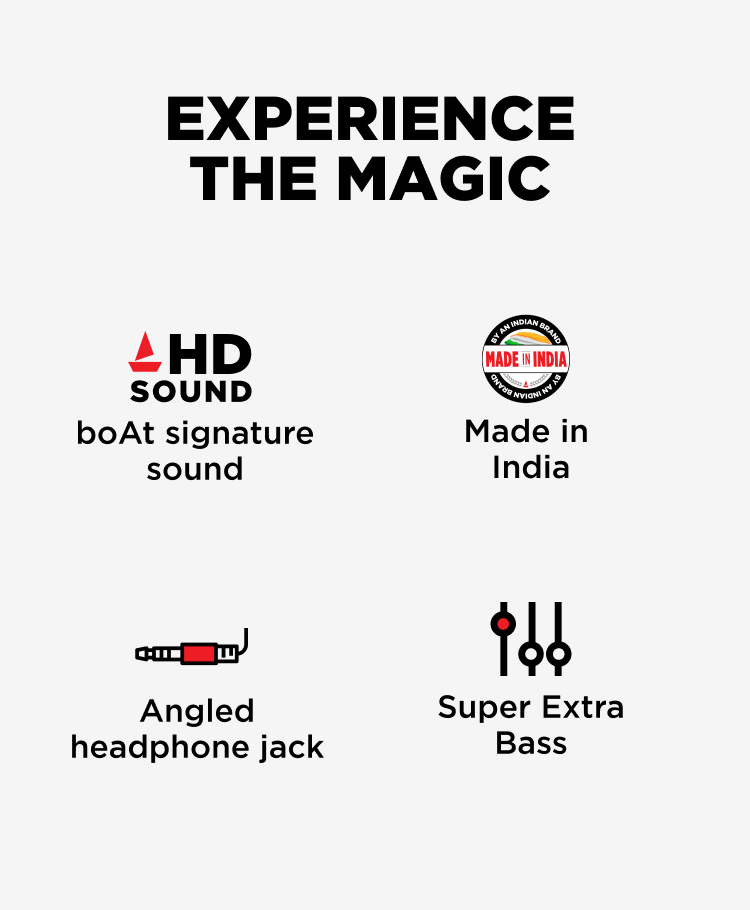 EXPERIENCE
THE MAGIC
HD
SOUND
boAt signature
sound
BY AN INDIAN BRAND
MADE IN INDIA
BY AN INDIAN BRAND
Made in
India
Angled
headphone jack
Super Extra
Bass